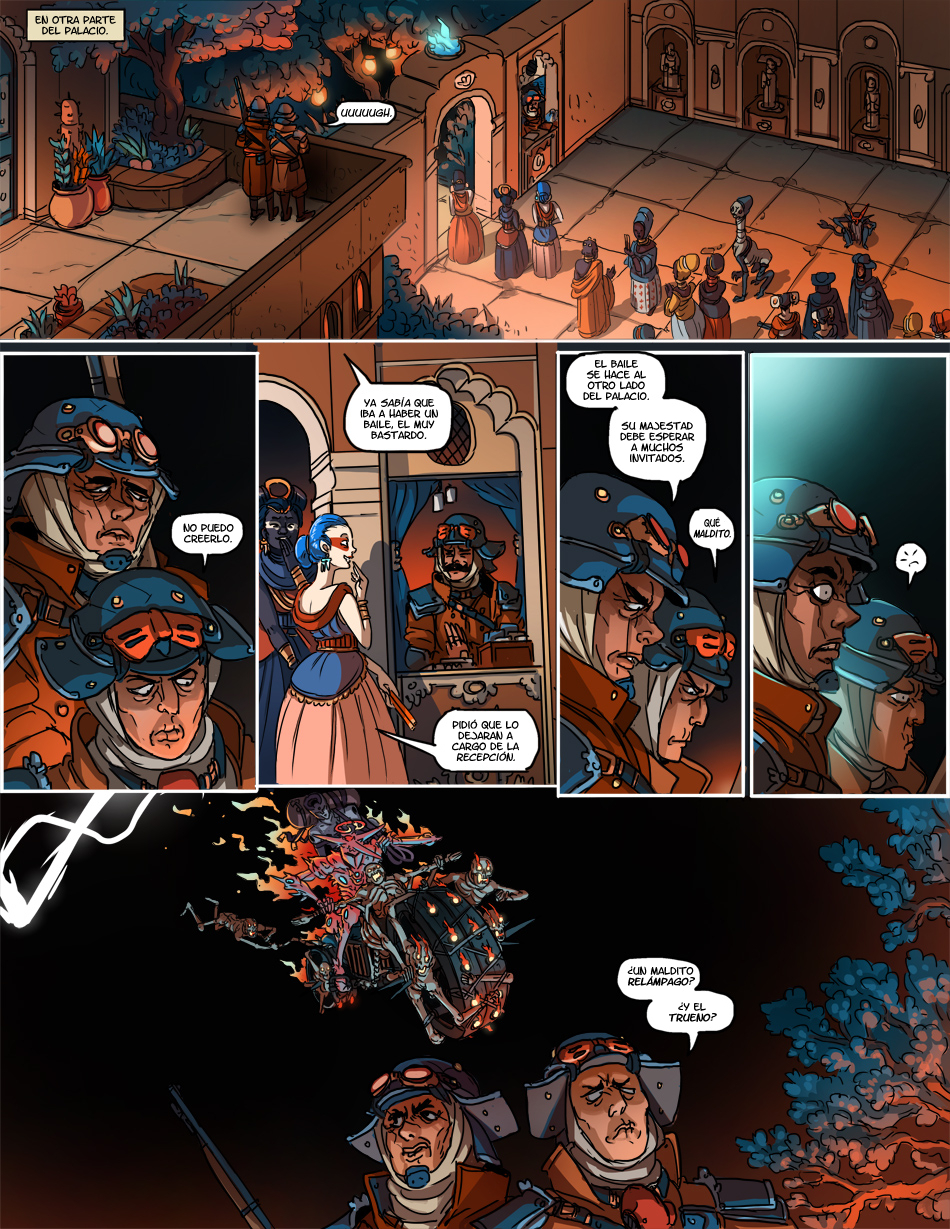 EN OTRA PARTE
DEL PALACIO.
UUUUUGH.
NO PUEDO
CREERLO.
YA SABÍA QUE
IBA A HABER UN
BAILE, EL MUY
BASTARDO.
PIDIÓ QUE LO
DEJARAN A
CARGO DE LA
RECEPCIÓN.
EL BAILE
SE HACE AL
OTRO LADO
DEL PALACIO.
SU MAJESTAD
DEBE ESPERAR
A MUCHOS
INVITADOS.
QUÉ
MALDITO.
¿UN MALDITO
RELÁMPAGO?
¿Y EL
TRUENO?